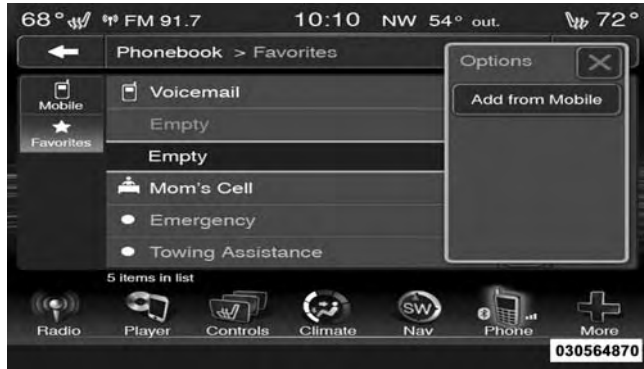 68° FM 91.7 10:10 NW 54° out. 72°
Phonebook > Favorites
Options
Mobile
Favorites
Voicemail
Add from Mobile
Empty
Empty
Mom's Cell
Emergency
Towing Assistance
5 items in list
SW
Radio Player Controls Climate Nav Phone More
030564870